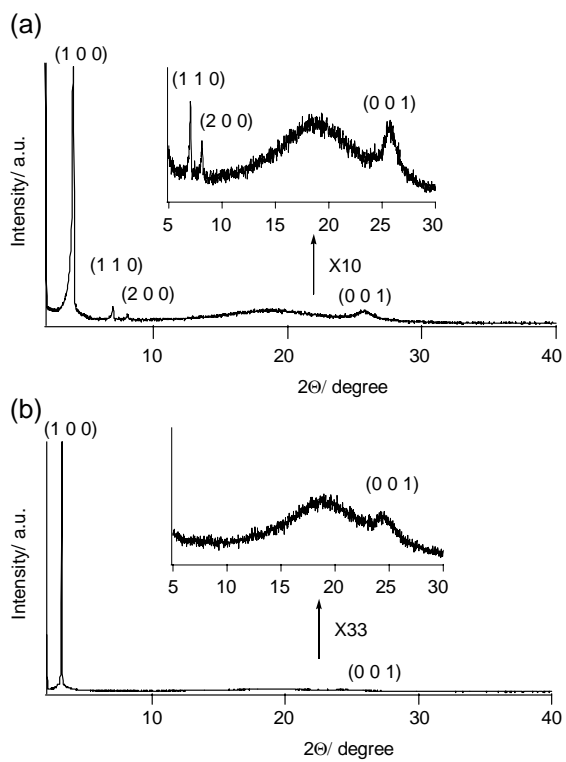 (a)
(1 0 0)
(1 1 0)
(2 0 0)
(0 0 1)
5 10 15 20 25 30
X10
(1 1 0)
(2 0 0)
(0 0 1)
Intensity/ a.u.
10 20 30 40
2Θ/ degree
(b)
(1 0 0)
(0 0 1)
5 10 15 20 25 30
X33
(0 0 1)
Intensity/ a.u.
10 20 30 40
2Θ/ degree